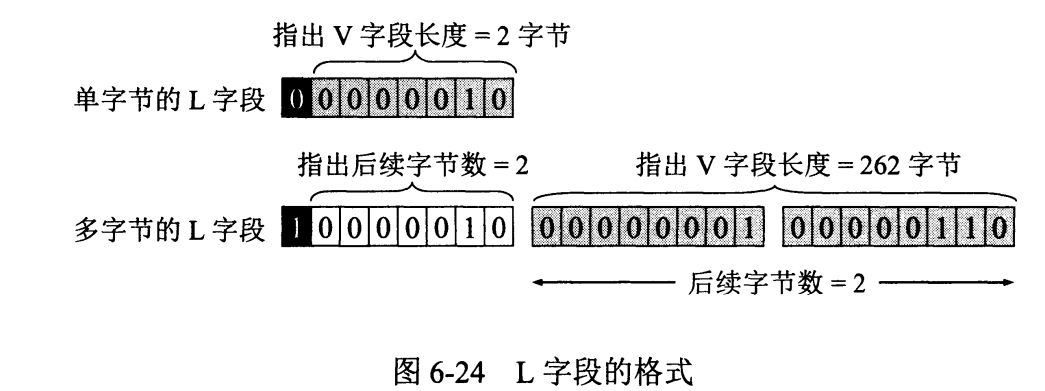 指出 V 字段长度 = 2 字节
单字节的 L 字段 0 0 0 0 0 0 1 0
指出后续字节数 = 2 指出 V 字段长度 = 262 字节
多字节的 L 字段 1 0 0 0 0 0 1 0 0 0 0 0 0 0 0 1 0 0 0 0 0 1 1 0
后续字节数 = 2
图 6-24 L 字段的格式